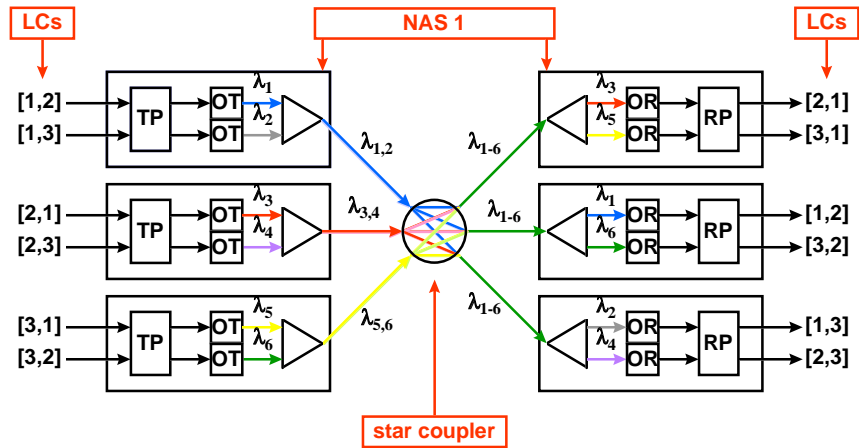 LCs
NAS 1
LCs
[1,2]
[1,3]
TP
OT
OT
λ1
λ2
λ1,2
λ1-6
λ3
λ5
OR
OR
RP
[2,1]
[3,1]
[2,1]
[2,3]
TP
OT
OT
λ3
λ4
λ3,4
λ1-6
λ1
λ6
OR
OR
RP
[1,2]
[3,2]
[3,1]
[3,2]
TP
OT
OT
λ5
λ6
λ5,6
λ1-6
λ2
λ4
OR
OR
RP
[1,3]
[2,3]
star coupler